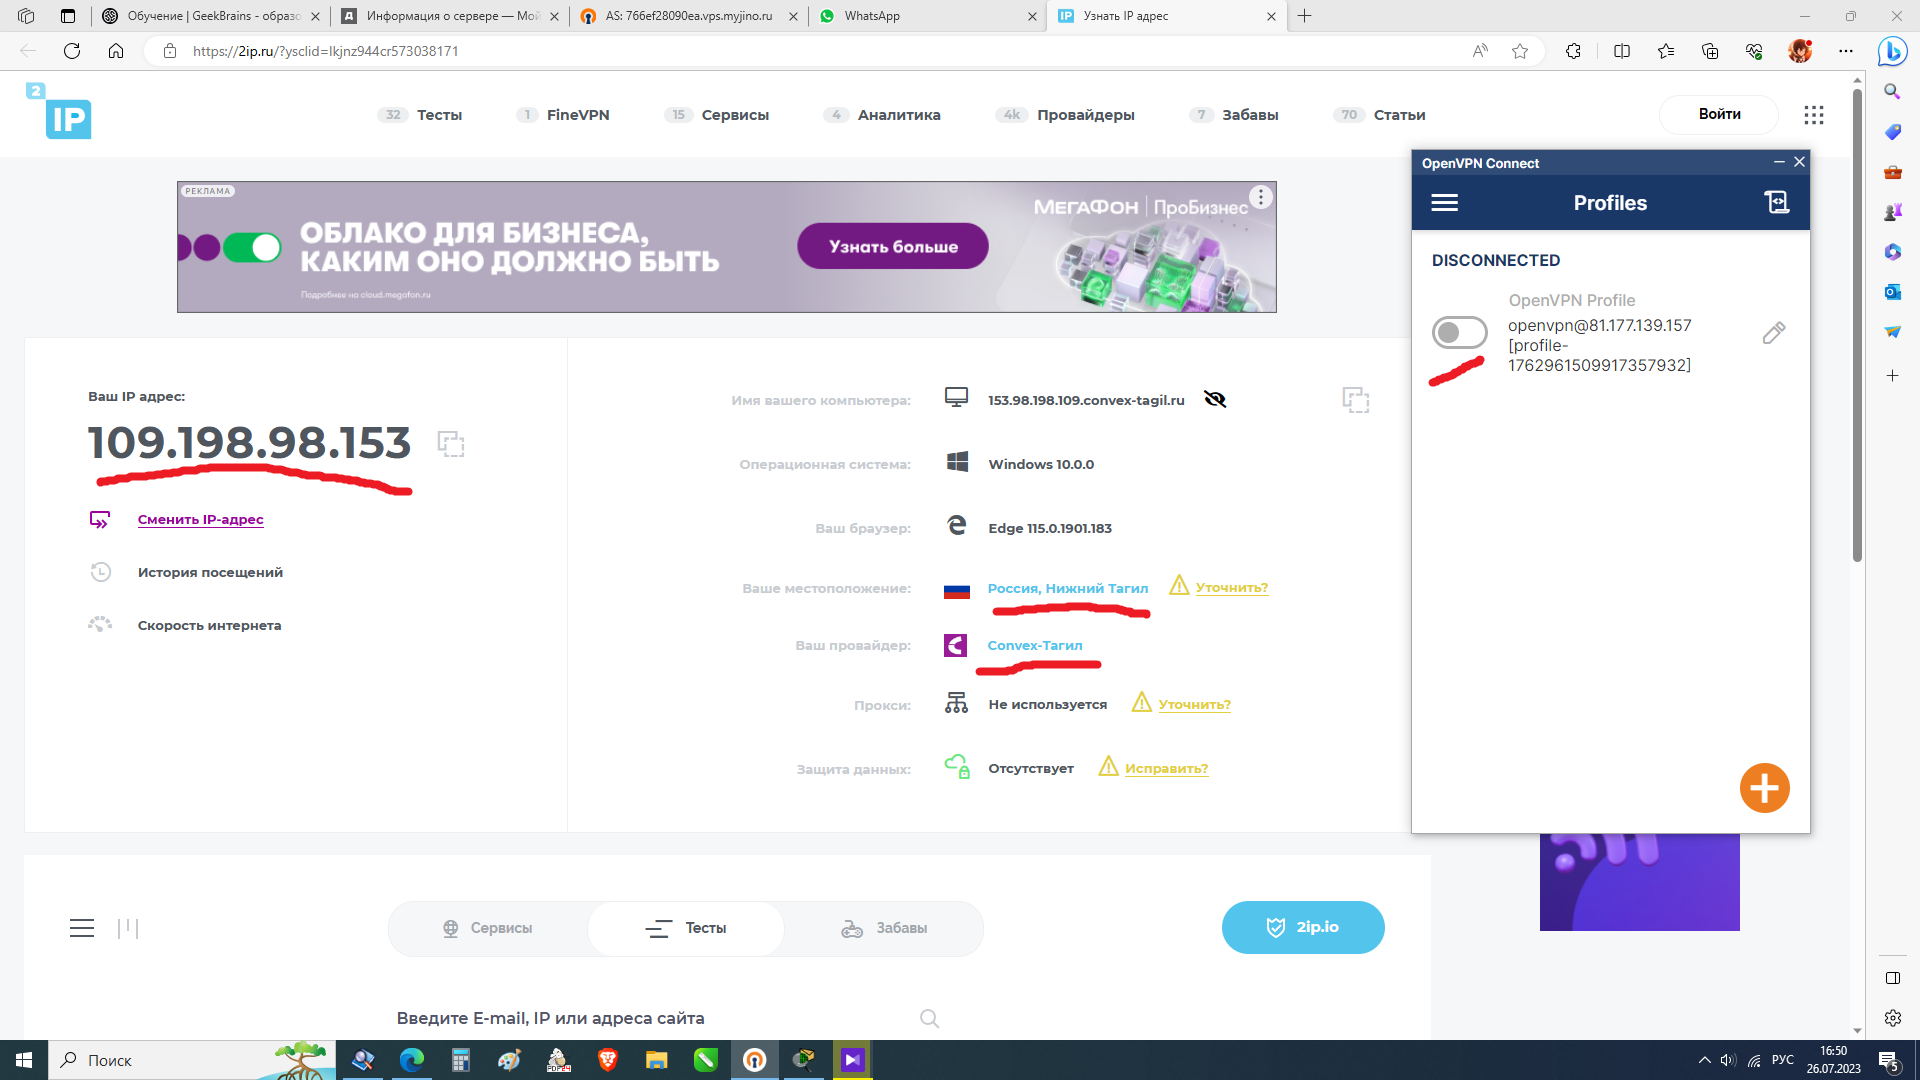 Обучение | GeekBrains - образо
Информация о сервере — Мой
AS: 766ef28090ea.vps.myjino.ru
WhatsApp
Узнать IP адрес
https://2ip.ru/?ysclid=lkjnz944cr573038171
2
IP
32 Тесты
1 FineVPN
15 Сервисы
4 Аналитика
4k Провайдеры
7 Забавы
70 Статьи
Войти
РЕКЛАМА
ОБЛАКО ДЛЯ БИЗНЕСА,
КАКИМ ОНО ДОЛЖНО БЫТЬ
Подробнее на cloud.megafon.ru
Узнать больше
МЕГАФОН | ПроБизнес
Ваш IP адрес:
109.198.98.153
Сменить IP-адрес
История посещений
Скорость интернета
Имя вашего компьютера: 153.98.198.109.convex-tagil.ru
Операционная система: Windows 10.0.0
Ваш браузер: Edge 115.0.1901.183
Ваше местоположение: Россия, Нижний Тагил Уточнить?
Ваш провайдер: Convex-Тагил
Прокси: Не используется Уточнить?
Защита данных: Отсутствует Исправить?
OpenVPN Connect
Profiles
DISCONNECTED
OpenVPN Profile
openvpn@81.177.139.157
[profile-
1762961509917357932]
Сервисы
Тесты
Забавы
2ip.io
Введите E-mail, IP или адреса сайта
Поиск
РУС
16:50
26.07.2023
5